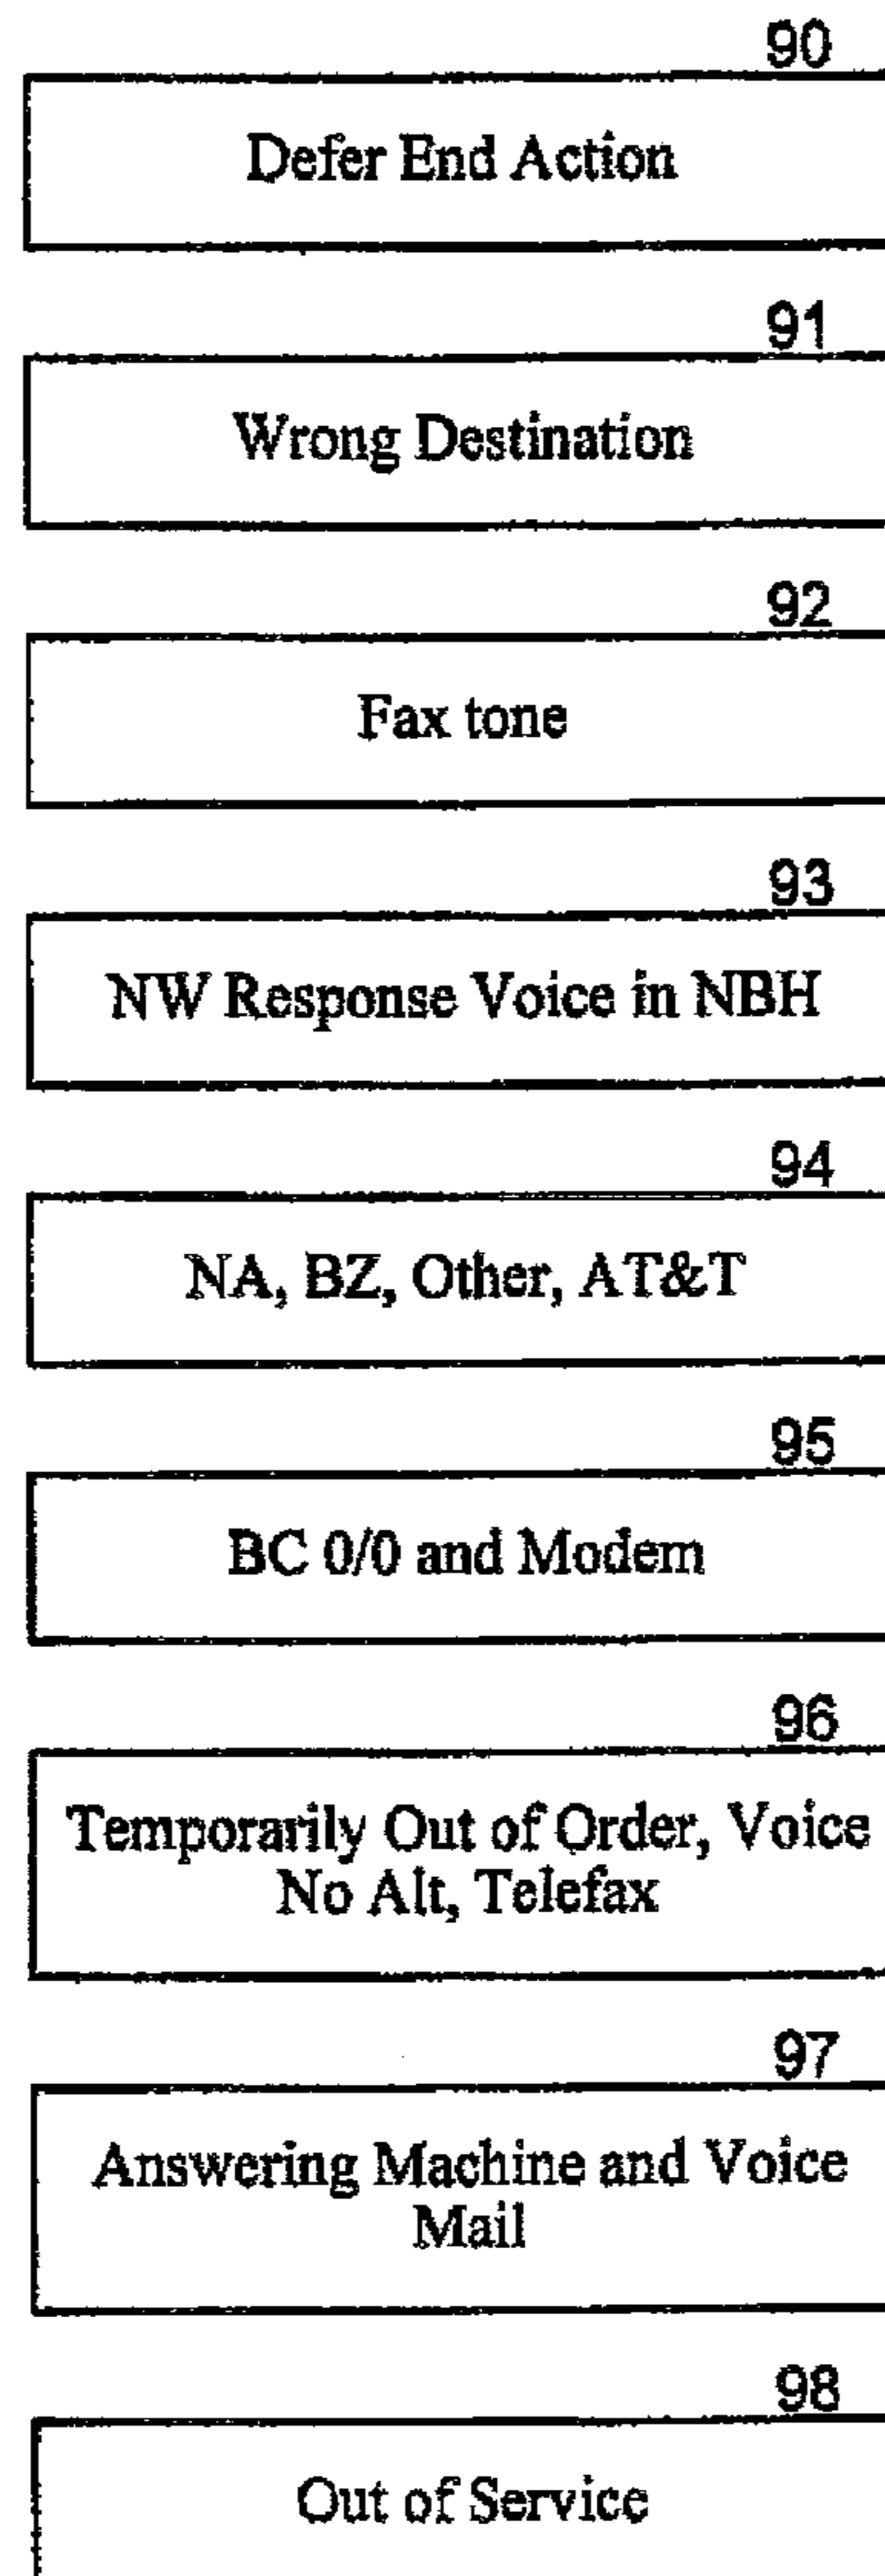 90
Defer End Action
91
Wrong Destination
92
Fax tone
93
NW Response Voice in NBH
94
NA, BZ, Other, AT&T
95
BC 0/0 and Modem
96
Temporarily Out of Order, Voice
No Alt, Telefax
97
Answering Machine and Voice
Mail
98
Out of Service